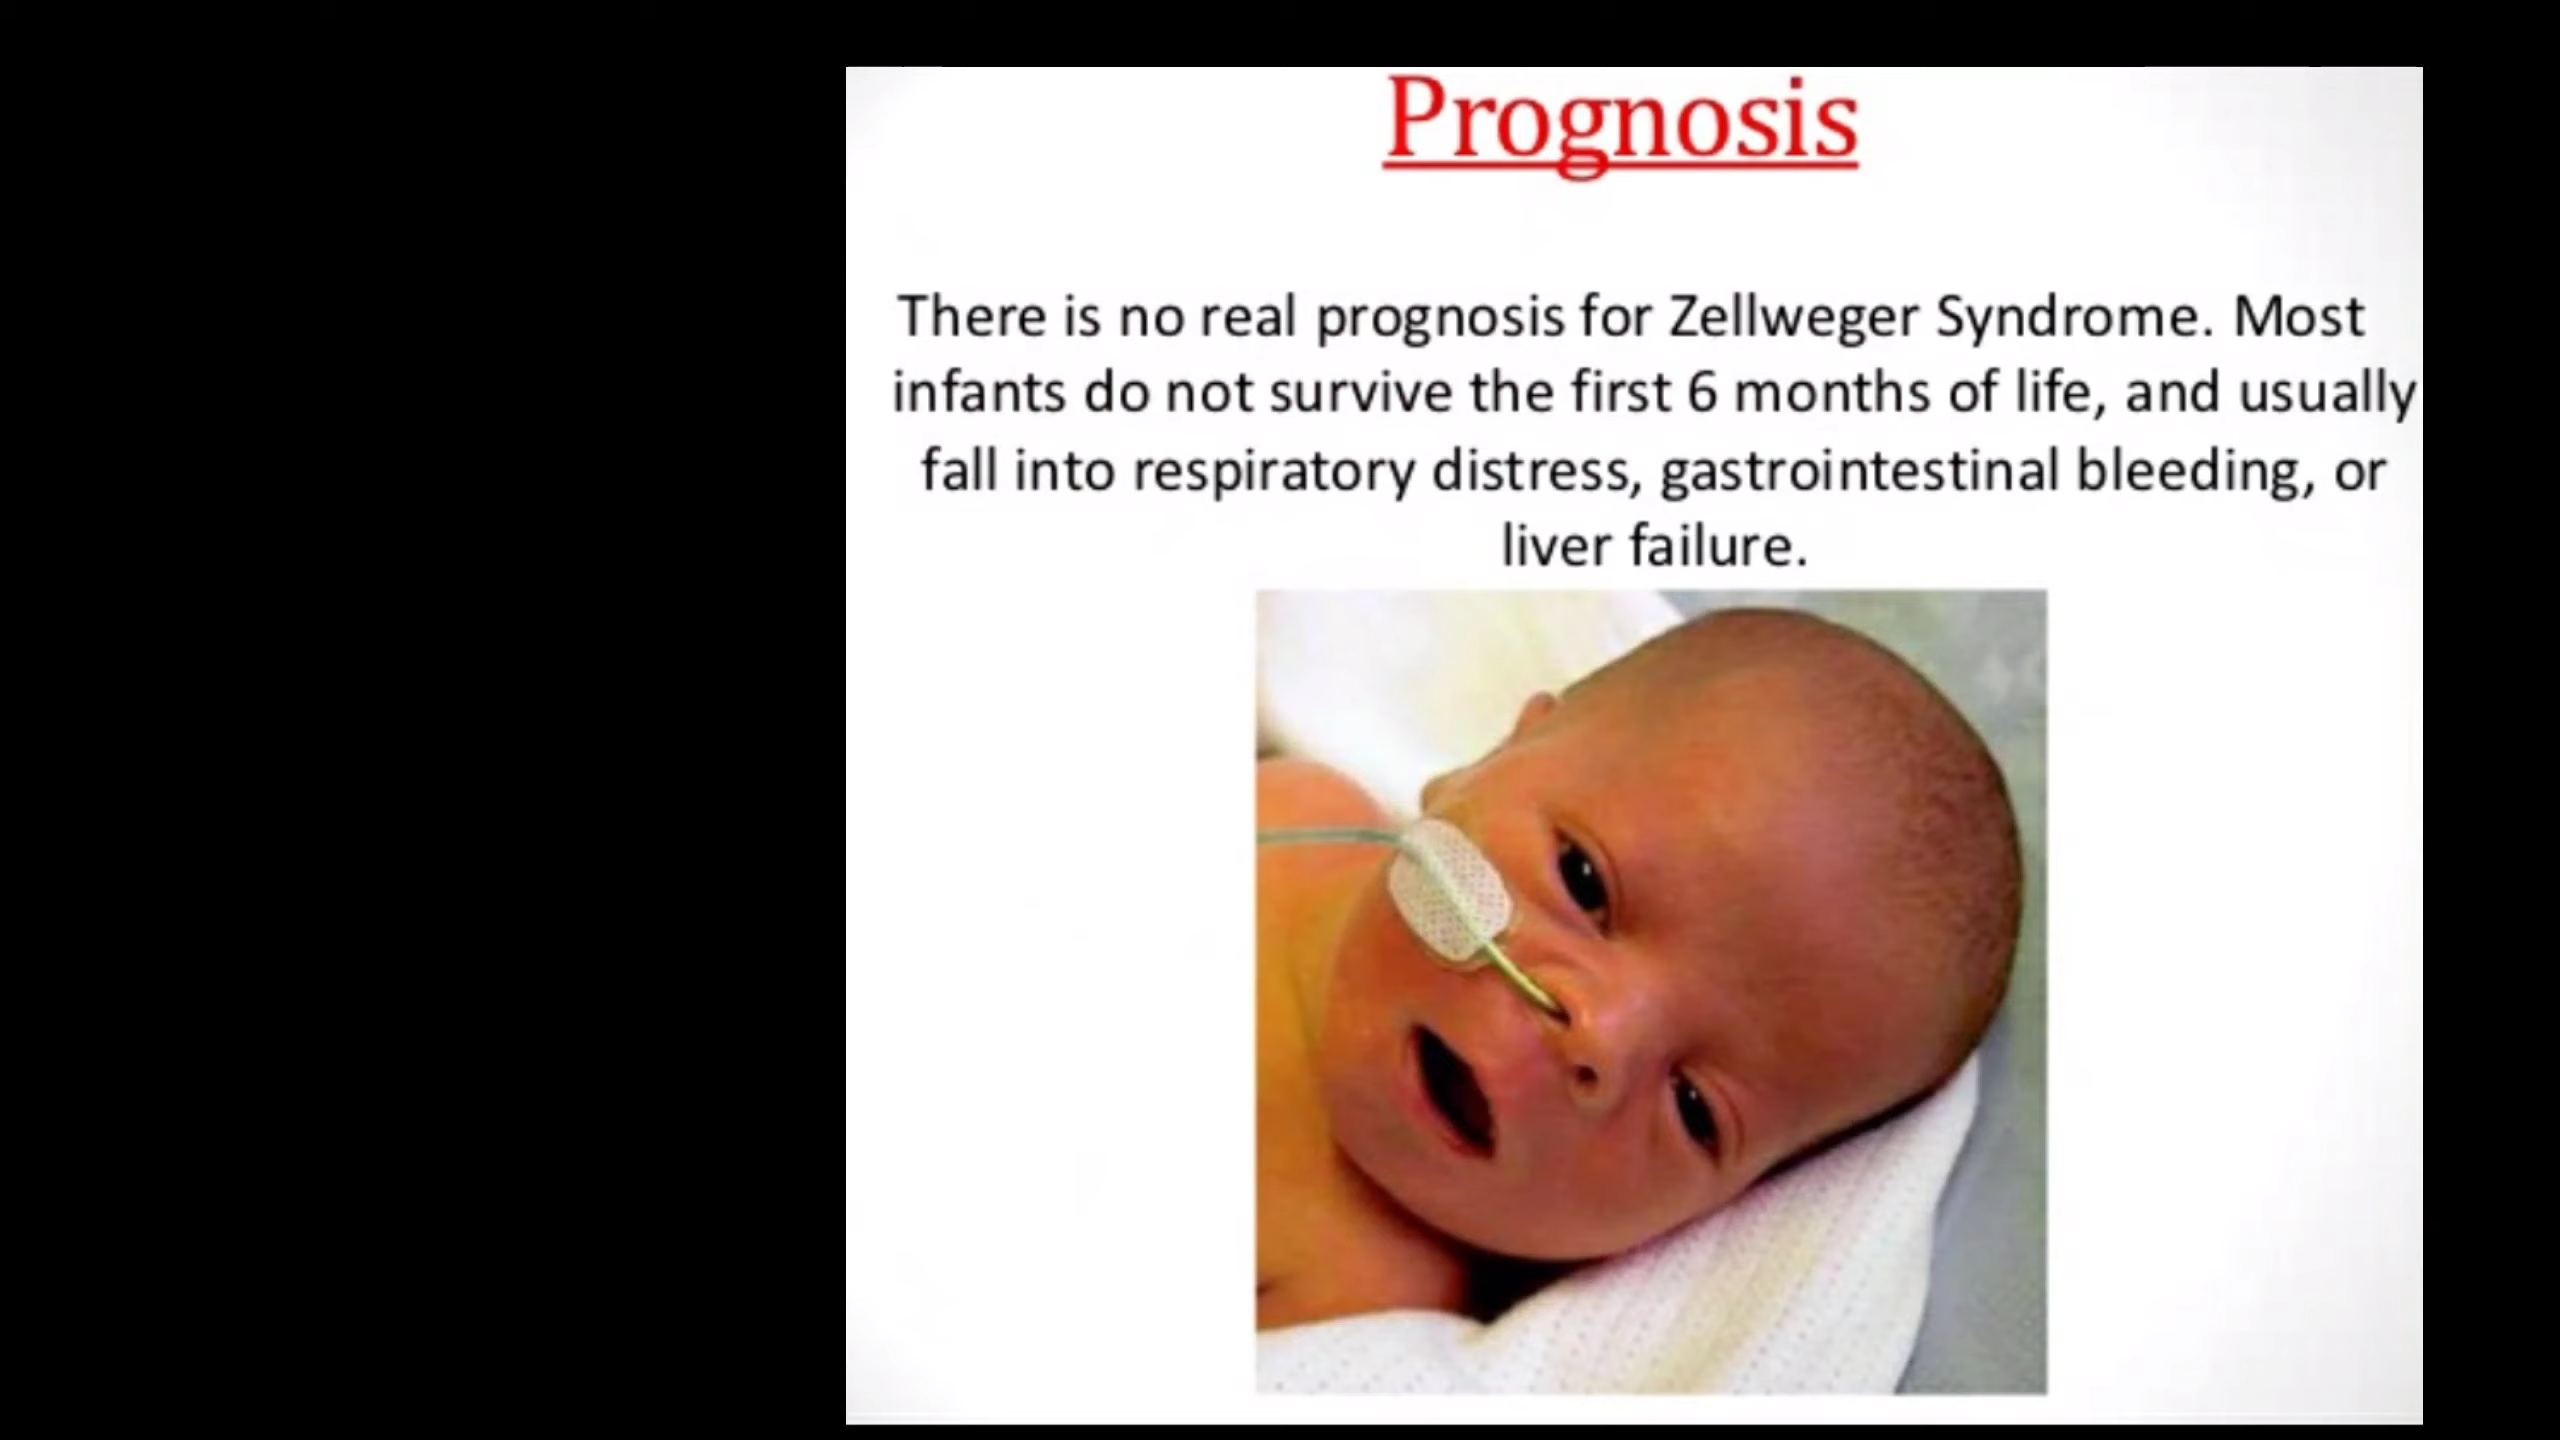 Prognosis
There is no real prognosis for Zellweger Syndrome. Most
infants do not survive the first 6 months of life, and usually
fall into respiratory distress, gastrointestinal bleeding, or
liver failure.